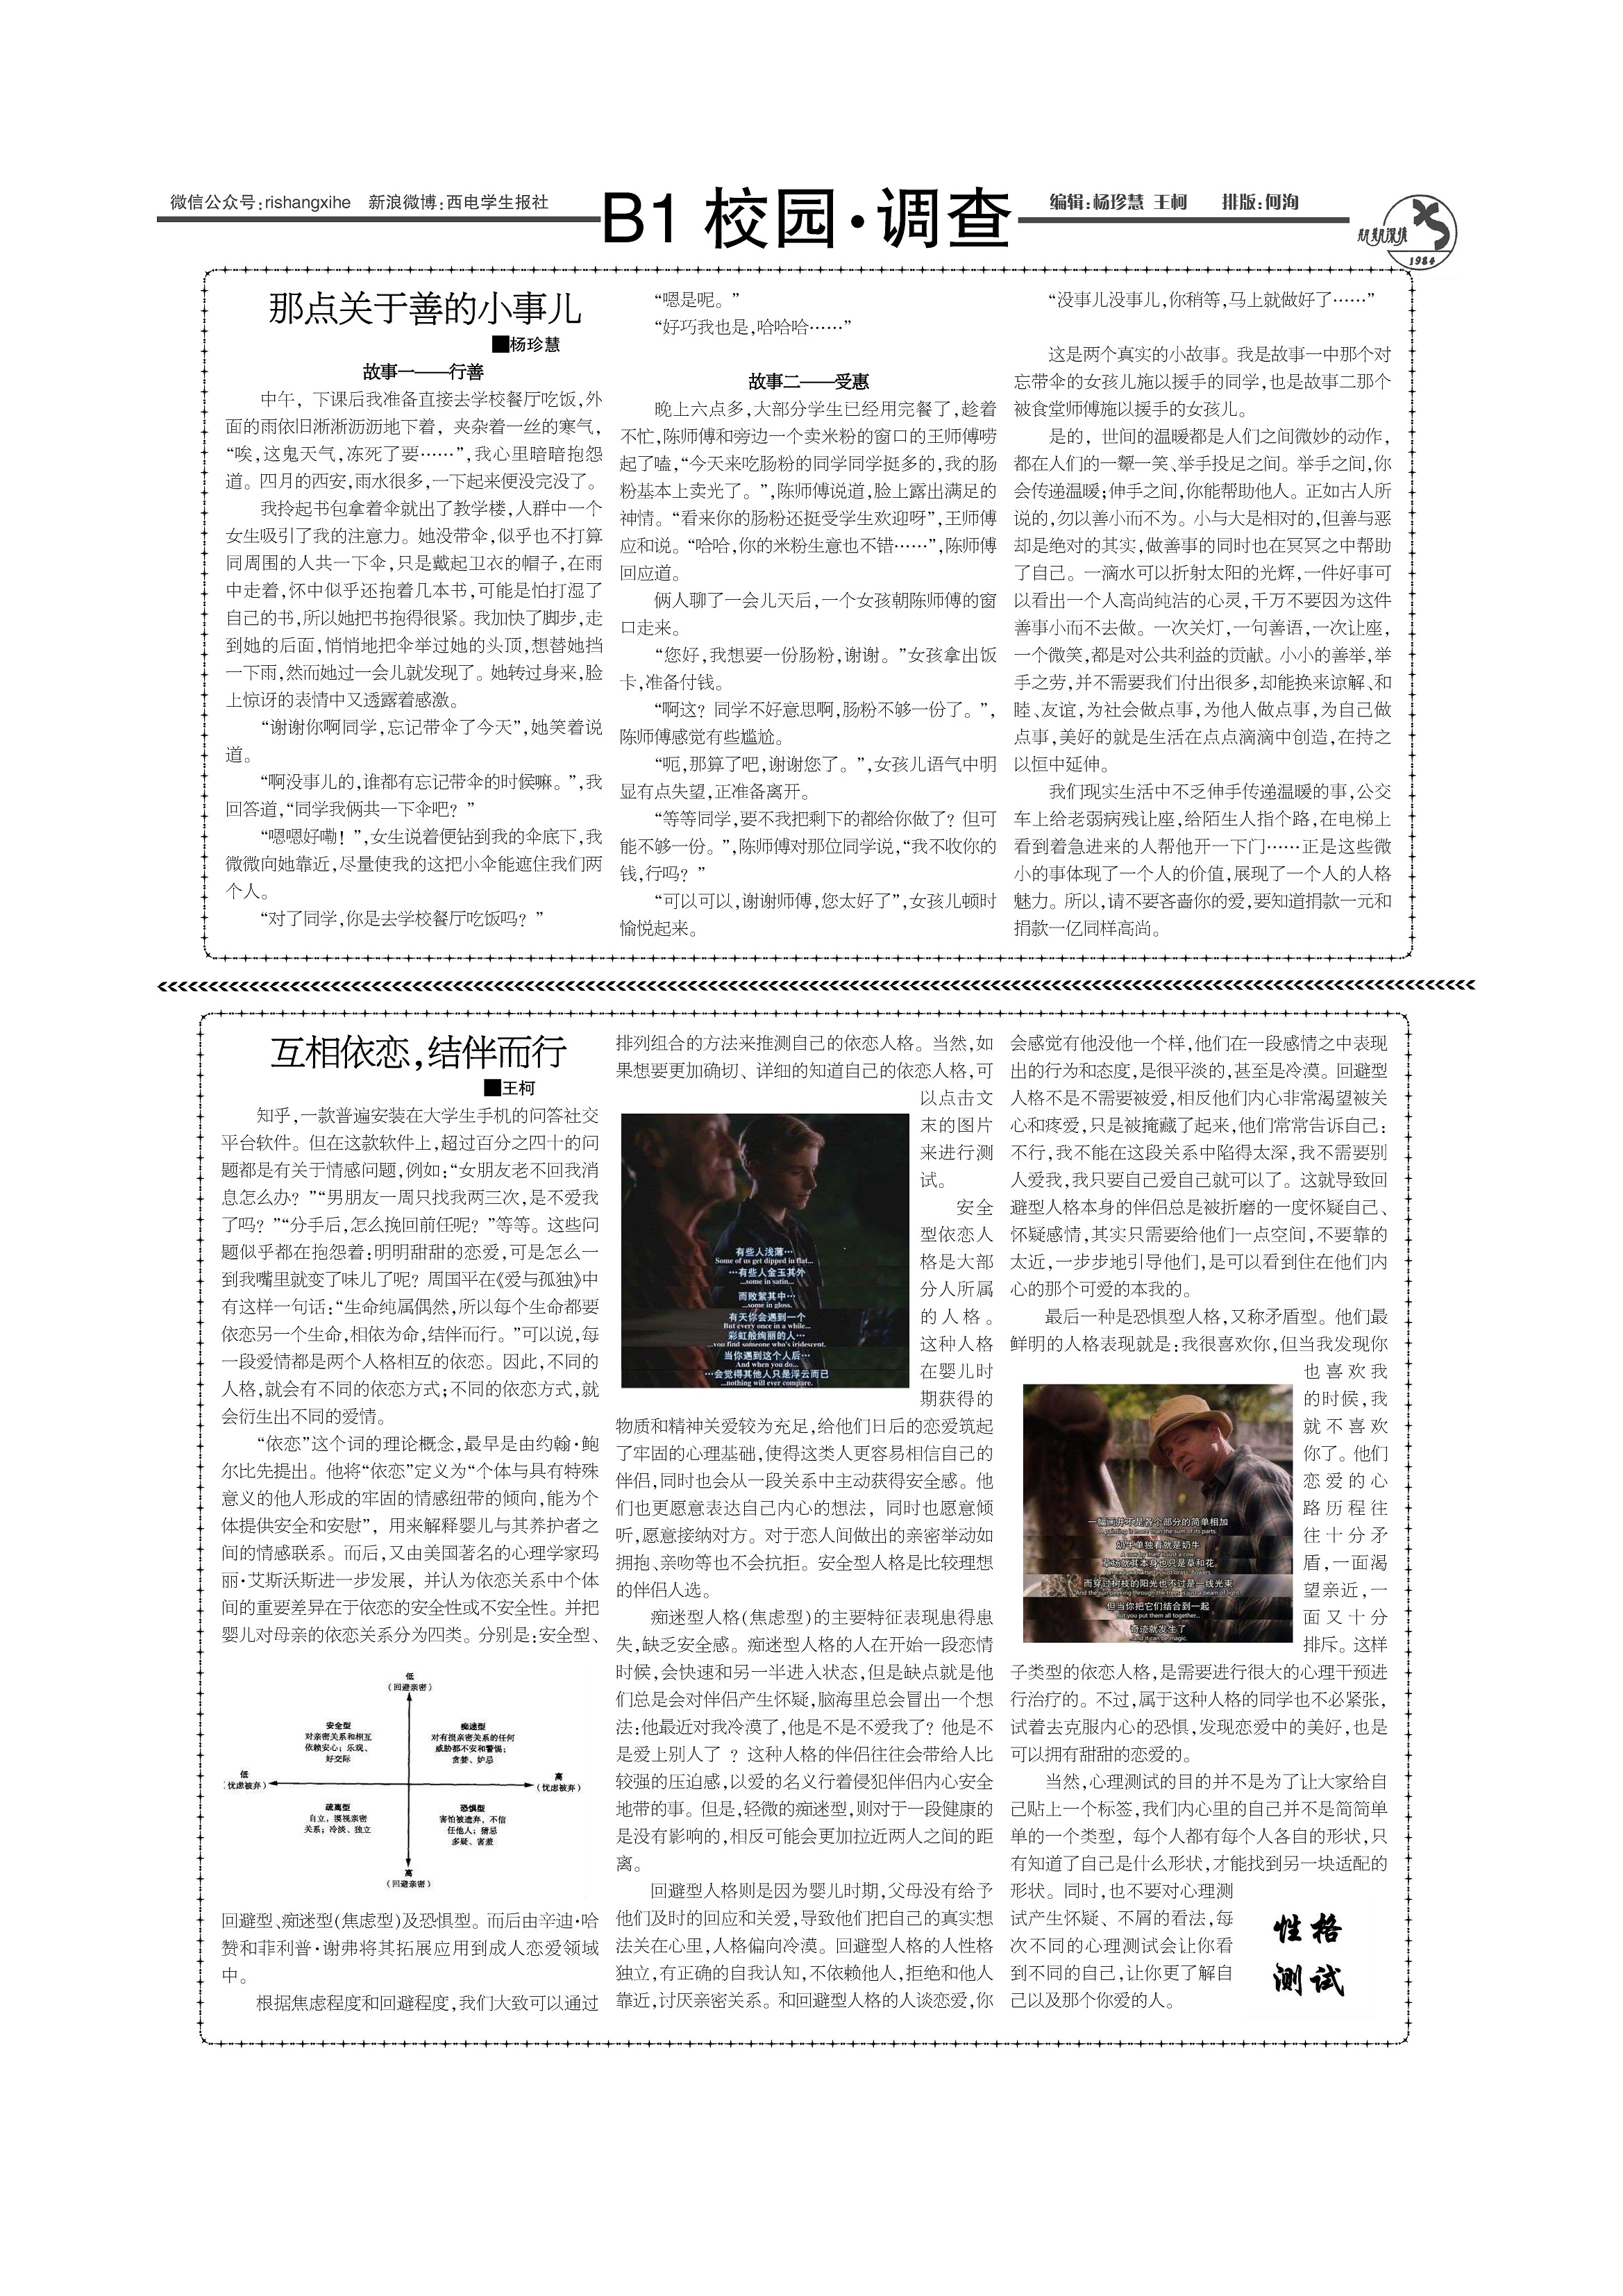 微信公众号:rishangxihe 新浪微博:西电学生报社
B1 校园·调查
编辑:杨珍慧 王柯 排版:何洵
1984
那点关于善的小事儿
■杨珍慧
故事一——行善
中午，下课后我准备直接去学校餐厅吃饭,外
面的雨依旧淅淅沥沥地下着，夹杂着一丝的寒气，
“唉,这鬼天气,冻死了要……”,我心里暗暗抱怨
道。四月的西安,雨水很多,一下起来便没完没了。
我拎起书包拿着伞就出了教学楼,人群中一个
女生吸引了我的注意力。她没带伞,似乎也不打算
同周围的人共一下伞,只是戴起卫衣的帽子,在雨
中走着,怀中似乎还抱着几本书,可能是怕打湿了
自己的书,所以她把书抱得很紧。我加快了脚步,走
到她的后面,悄悄地把伞举过她的头顶,想替她挡
一下雨,然而她过一会儿就发现了。她转过身来,脸
上惊讶的表情中又透露着感激。
“谢谢你啊同学,忘记带伞了今天”,她笑着说
道。
“啊没事儿的,谁都有忘记带伞的时候嘛。”,我
回答道,“同学我俩共一下伞吧？”
“嗯嗯好嘞！”,女生说着便钻到我的伞底下,我
微微向她靠近,尽量使我的这把小伞能遮住我们两
个人。
“对了同学,你是去学校餐厅吃饭吗？”
“嗯是呢。”
“好巧我也是,哈哈哈……”
故事二——受惠
晚上六点多,大部分学生已经用完餐了,趁着
不忙,陈师傅和旁边一个卖米粉的窗口的王师傅唠
起了嗑,“今天来吃肠粉的同学同学挺多的,我的肠
粉基本上卖光了。”,陈师傅说道,脸上露出满足的
神情。“看来你的肠粉还挺受学生欢迎呀”,王师傅
应和说。“哈哈,你的米粉生意也不错……”,陈师傅
回应道。
俩人聊了一会儿天后,一个女孩朝陈师傅的窗
口走来。
“您好,我想要一份肠粉,谢谢。”女孩拿出饭
卡,准备付钱。
“啊这？同学不好意思啊,肠粉不够一份了。”,
陈师傅感觉有些尴尬。
“呃,那算了吧,谢谢您了。”,女孩儿语气中明
显有点失望,正准备离开。
“等等同学,要不我把剩下的都给你做了？但可
能不够一份。”,陈师傅对那位同学说,“我不收你的
钱,行吗？”
“可以可以,谢谢师傅,您太好了”,女孩儿顿时
愉悦起来。
“没事儿没事儿,你稍等,马上就做好了……”
这是两个真实的小故事。我是故事一中那个对
忘带伞的女孩儿施以援手的同学,也是故事二那个
被食堂师傅施以援手的女孩儿。
是的，世间的温暖都是人们之间微妙的动作，
都在人们的一颦一笑、举手投足之间。举手之间,你
会传递温暖;伸手之间,你能帮助他人。正如古人所
说的,勿以善小而不为。小与大是相对的,但善与恶
却是绝对的其实,做善事的同时也在冥冥之中帮助
了自己。一滴水可以折射太阳的光辉,一件好事可
以看出一个人高尚纯洁的心灵,千万不要因为这件
善事小而不去做。一次关灯,一句善语,一次让座，
一个微笑,都是对公共利益的贡献。小小的善举,举
手之劳,并不需要我们付出很多,却能换来谅解、和
睦、友谊,为社会做点事,为他人做点事,为自己做
点事,美好的就是生活在点点滴滴中创造,在持之
以恒中延伸。
我们现实生活中不乏伸手传递温暖的事,公交
车上给老弱病残让座,给陌生人指个路,在电梯上
看到着急进来的人帮他开一下门……正是这些微
小的事体现了一个人的价值,展现了一个人的人格
魅力。所以,请不要吝啬你的爱,要知道捐款一元和
捐款一亿同样高尚。
互相依恋,结伴而行
■王柯
知乎,一款普遍安装在大学生手机的问答社交
平台软件。但在这款软件上,超过百分之四十的问
题都是有关于情感问题,例如:“女朋友老不回我消
息怎么办？”“男朋友一周只找我两三次,是不爱我
了吗？”“分手后,怎么挽回前任呢？”等等。这些问
题似乎都在抱怨着:明明甜甜的恋爱,可是怎么一
到我嘴里就变了味儿了呢？周国平在《爱与孤独》中
有这样一句话:“生命纯属偶然,所以每个生命都要
依恋另一个生命,相依为命,结伴而行。”可以说,每
一段爱情都是两个人格相互的依恋。因此,不同的
人格,就会有不同的依恋方式;不同的依恋方式,就
会衍生出不同的爱情。
“依恋”这个词的理论概念,最早是由约翰·鲍
尔比先提出。他将“依恋”定义为“个体与具有特殊
意义的他人形成的牢固的情感纽带的倾向,能为个
体提供安全和安慰”，用来解释婴儿与其养护者之
间的情感联系。而后,又由美国著名的心理学家玛
丽·艾斯沃斯进一步发展，并认为依恋关系中个体
间的重要差异在于依恋的安全性或不安全性。并把
婴儿对母亲的依恋关系分为四类。分别是:安全型、
低
(回避亲密)
安全型
对亲密关系和相互
依赖安心；乐观、
好交际
痴迷型
对有损亲密关系的任何
威胁都不安和警惕；
贪婪、妒忌
低
(忧虑被弃)
高
(忧虑被弃)
疏离型
自立，漠视亲密
关系；冷淡、独立
恐惧型
害怕被遗弃，不信
任他人；猜忌
多疑、害羞
高
(回避亲密)
回避型、痴迷型(焦虑型)及恐惧型。而后由辛迪·哈
赞和菲利普·谢弗将其拓展应用到成人恋爱领域
中。
根据焦虑程度和回避程度,我们大致可以通过
排列组合的方法来推测自己的依恋人格。当然,如
果想要更加确切、详细的知道自己的依恋人格,可
以点击文
末的图片
来进行测
试。
安全
型依恋人
格是大部
分人所属
的人格。
这种人格
在婴儿时
期获得的
有些人浅薄…
Some of us get dipped in flat...
…有些人金玉其外
...some in satin...
而败絮其中…
...some in gloss.
有天你会遇到一个
But every once in a while...
彩虹般绚丽的人…
...you find someone who's iridescent,
当你遇到这个人后…
And when you do...
…会觉得其他人只是浮云而已
...nothing will ever compare.
物质和精神关爱较为充足,给他们日后的恋爱筑起
了牢固的心理基础,使得这类人更容易相信自己的
伴侣,同时也会从一段关系中主动获得安全感。他
们也更愿意表达自己内心的想法，同时也愿意倾
听,愿意接纳对方。对于恋人间做出的亲密举动如
拥抱、亲吻等也不会抗拒。安全型人格是比较理想
的伴侣人选。
痴迷型人格(焦虑型)的主要特征表现患得患
失,缺乏安全感。痴迷型人格的人在开始一段恋情
时候,会快速和另一半进入状态,但是缺点就是他
们总是会对伴侣产生怀疑,脑海里总会冒出一个想
法:他最近对我冷漠了,他是不是不爱我了？他是不
是爱上别人了 ？这种人格的伴侣往往会带给人比
较强的压迫感,以爱的名义行着侵犯伴侣内心安全
地带的事。但是,轻微的痴迷型,则对于一段健康的
是没有影响的,相反可能会更加拉近两人之间的距
离。
回避型人格则是因为婴儿时期,父母没有给予
他们及时的回应和关爱,导致他们把自己的真实想
法关在心里,人格偏向冷漠。回避型人格的人性格
独立,有正确的自我认知,不依赖他人,拒绝和他人
靠近,讨厌亲密关系。和回避型人格的人谈恋爱,你
会感觉有他没他一个样,他们在一段感情之中表现
出的行为和态度,是很平淡的,甚至是冷漠。回避型
人格不是不需要被爱,相反他们内心非常渴望被关
心和疼爱,只是被掩藏了起来,他们常常告诉自己:
不行,我不能在这段关系中陷得太深,我不需要别
人爱我,我只要自己爱自己就可以了。这就导致回
避型人格本身的伴侣总是被折磨的一度怀疑自己、
怀疑感情,其实只需要给他们一点空间,不要靠的
太近,一步步地引导他们,是可以看到住在他们内
心的那个可爱的本我的。
最后一种是恐惧型人格,又称矛盾型。他们最
鲜明的人格表现就是:我很喜欢你,但当我发现你
也喜欢我
的时候,我
就不喜欢
你了。他们
恋爱的心
路历程往
往十分矛
盾,一面渴
望亲近,一
面又十分
排斥。这样
一幅画并不是各个部分的简单相加
A painting is more than the sum of its parts.
奶牛单独看就是奶牛
草场就其本身也只是草和花
而穿过树枝的阳光也不过是一线光束
And the sun peeking through the trees is just a beam of light.
但当你把它们结合到一起
But you put them all together...
奇迹就发生了
...and it can be magic.
子类型的依恋人格,是需要进行很大的心理干预进
行治疗的。不过,属于这种人格的同学也不必紧张，
试着去克服内心的恐惧,发现恋爱中的美好,也是
可以拥有甜甜的恋爱的。
当然,心理测试的目的并不是为了让大家给自
己贴上一个标签,我们内心里的自己并不是简简单
单的一个类型，每个人都有每个人各自的形状,只
有知道了自己是什么形状,才能找到另一块适配的
形状。同时,也不要对心理测
试产生怀疑、不屑的看法,每
次不同的心理测试会让你看
到不同的自己,让你更了解自
己以及那个你爱的人。
性格
测试